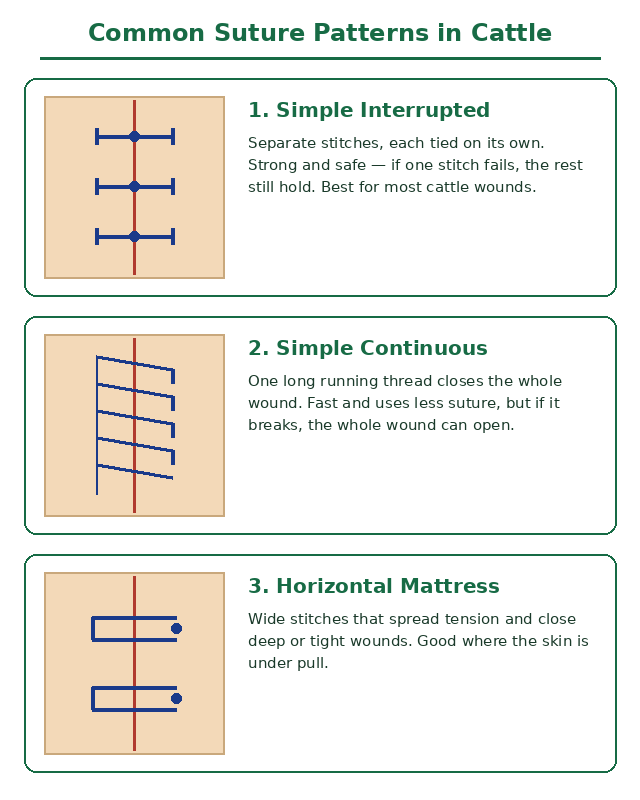 Common Suture Patterns in Cattle
1. Simple Interrupted
Separate stitches, each tied on its own.
Strong and safe — if one stitch fails, the rest
still hold. Best for most cattle wounds.
2. Simple Continuous
One long running thread closes the whole
wound. Fast and uses less suture, but if it
breaks, the whole wound can open.
3. Horizontal Mattress
Wide stitches that spread tension and close
deep or tight wounds. Good where the skin is
under pull.